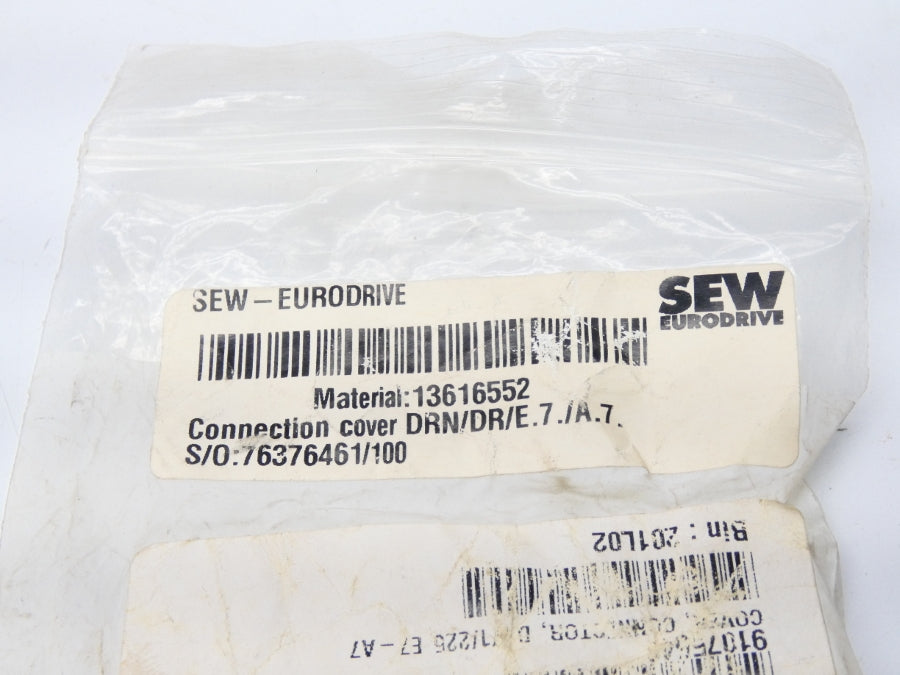 SEW – EURODRIVE
SEW
EURODRIVE
Material:13616552
Connection cover DRN/DR/E.7./A.7.
S/O:76376461/100
Bin : 201L02
COVER, CONNECTOR, E7-A7